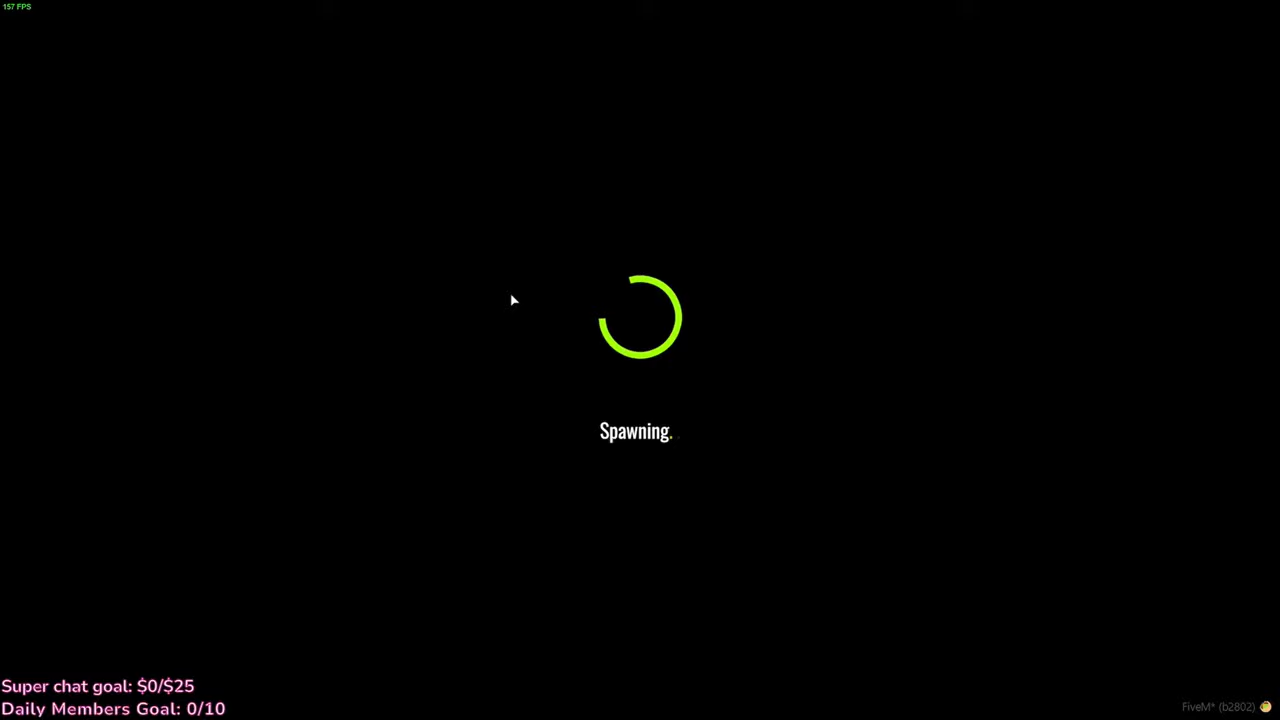 157 FPS
Spawning.
Super chat goal: $0/$25
Daily Members Goal: 0/10
FiveM* (b2802)